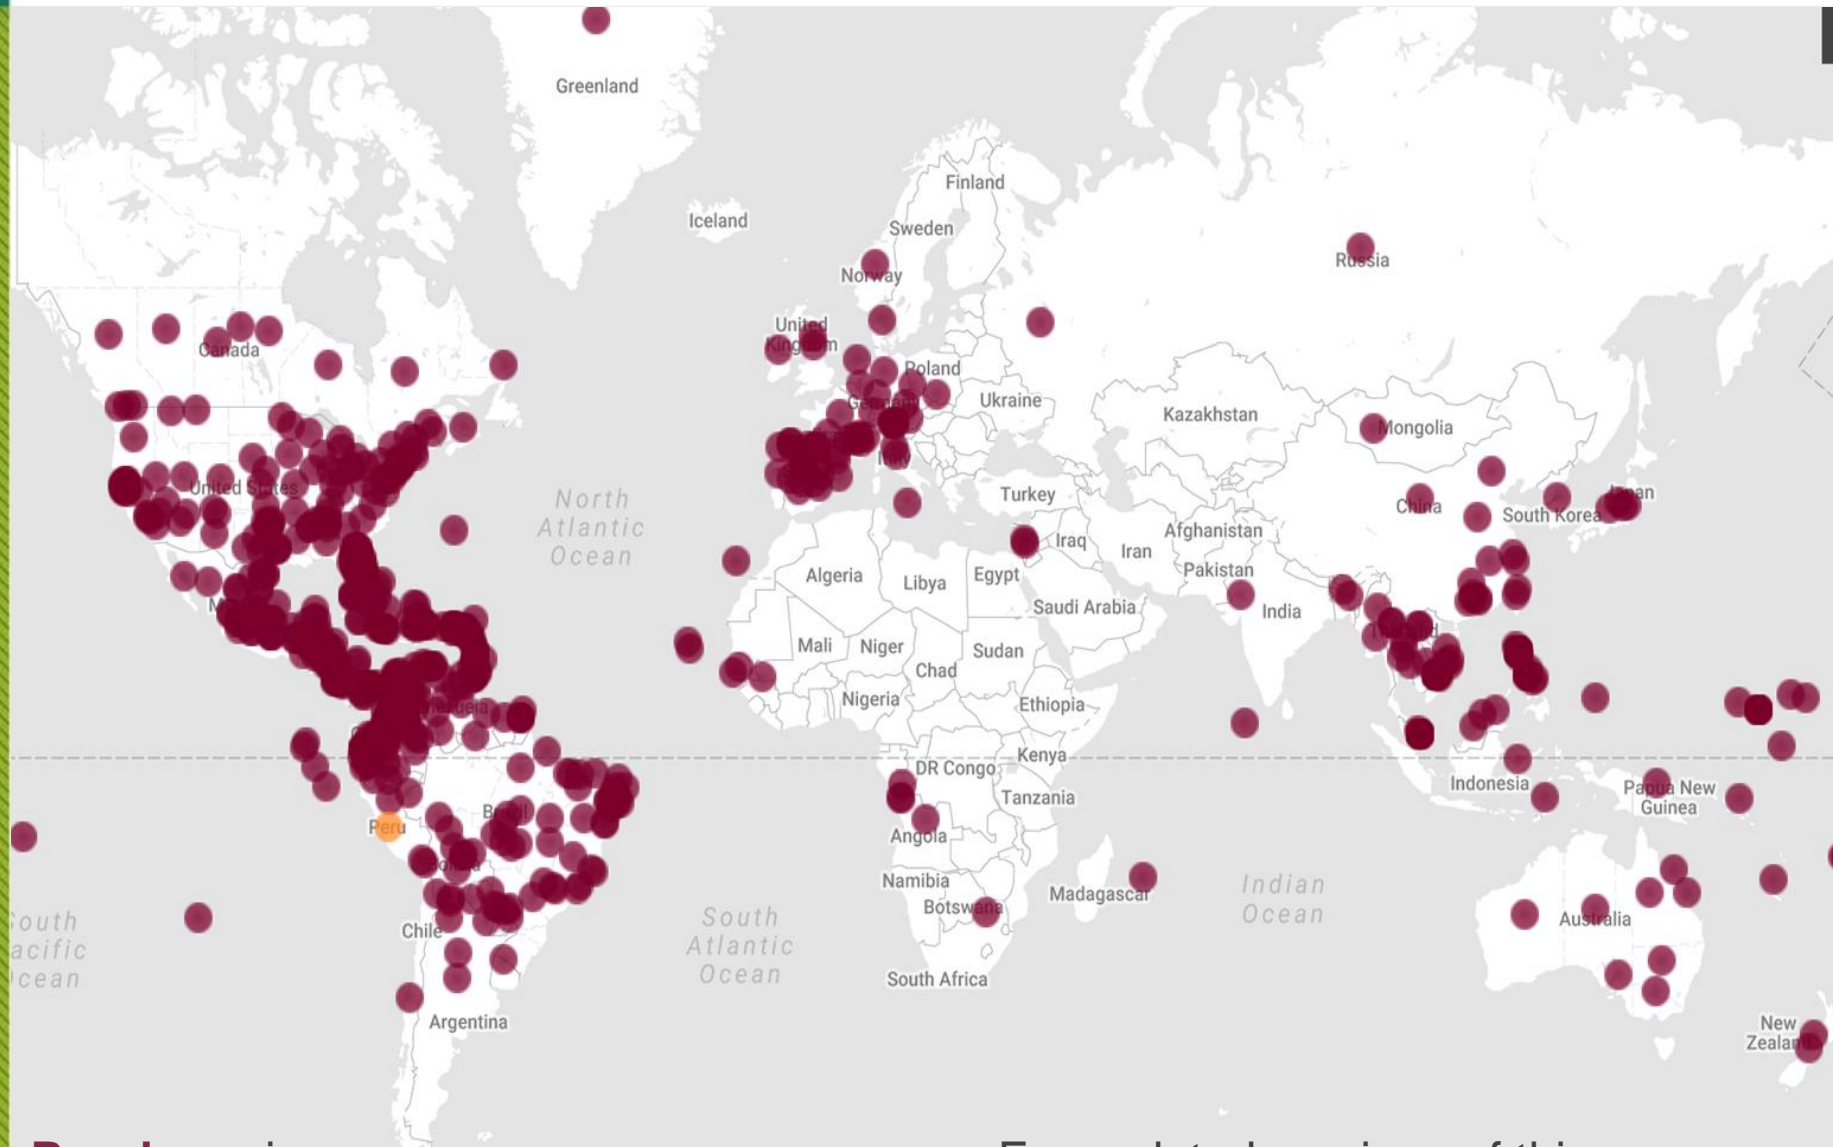 Greenland
Finland
Iceland
Sweden
Norway
Russia
United
Kingdom
Canada
Poland
Germany
Ukraine
Kazakhstan
Mongolia
Italy
United States
North
Atlantic
Ocean
Turkey
China
Japan
South Korea
Afghanistan
Iraq
Iran
Pakistan
Algeria
Libya
Egypt
Saudi Arabia
India
Mali
Niger
Sudan
Chad
Thailand
Nigeria
Ethiopia
Venezuela
DR Congo
Kenya
Indonesia
Tanzania
Papua New
Guinea
Brazil
Peru
Angola
Bolivia
Namibia
Madagascar
Botswana
Indian
Ocean
Chile
South
Atlantic
Ocean
Australia
South
acific
cean
South Africa
Argentina
New
Zealand